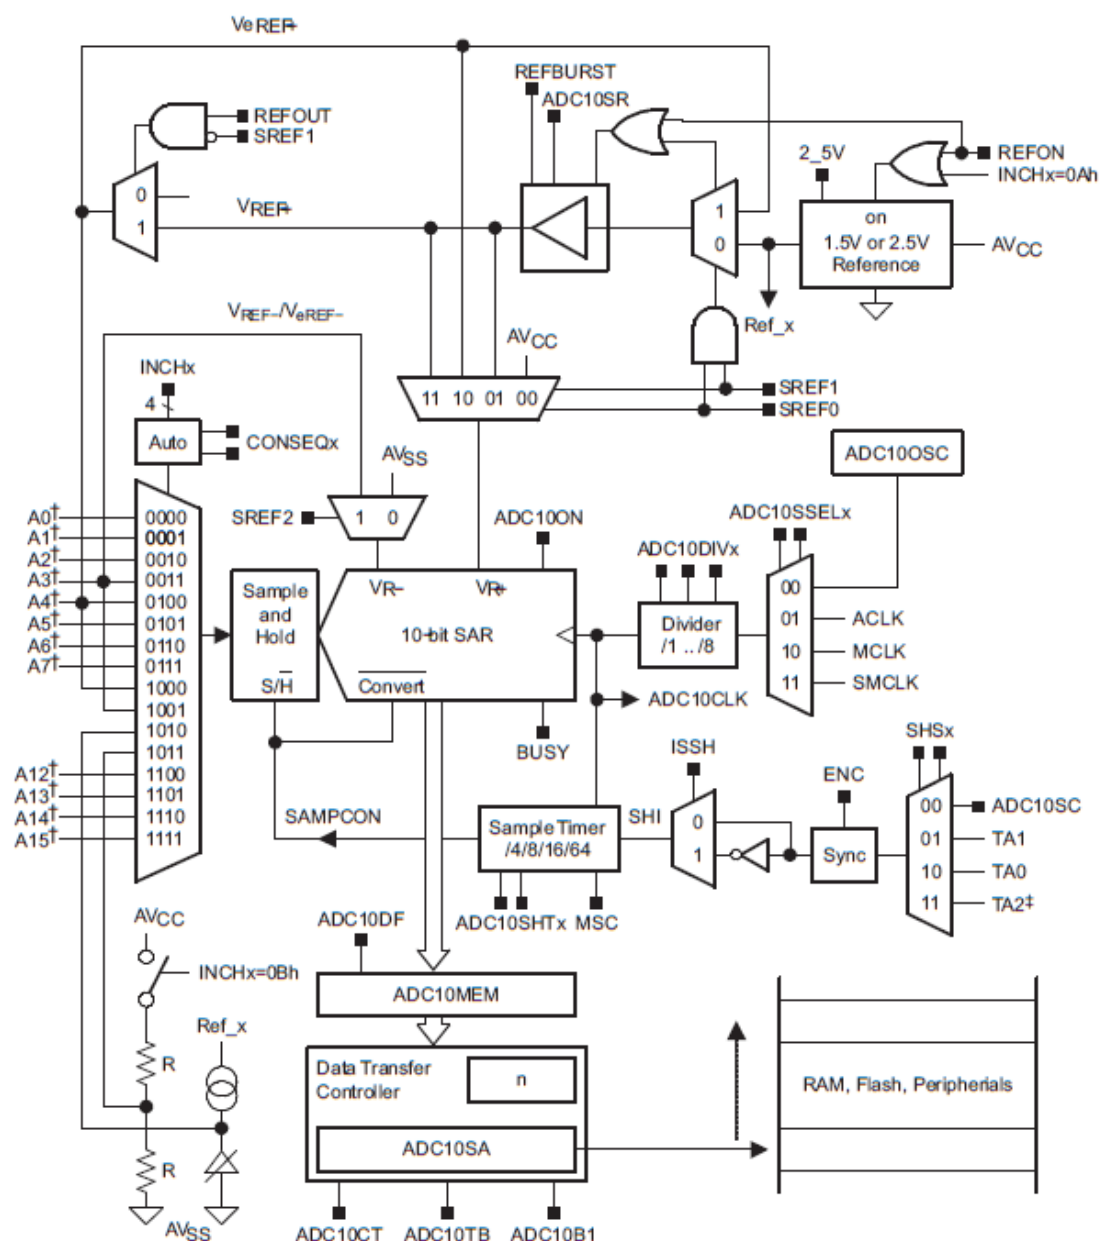 VeREF+
REFBURST
ADC10SR
REFOUT
SREF1
2_5V
REFON
INCHx=0Ah
0
1
VREF+
1
0
on
1.5V or 2.5V
Reference
AVCC
VREF−/VeREF−
Ref_x
AVCC
INCHx
4
11 10 01 00
SREF1
SREF0
Auto
CONSEQx
AVSS
ADC10OSC
SREF2
1 0
ADC10ON
ADC10SSELx
ADC10DIVx
A0†
A1†
A2†
A3†
A4†
A5†
A6†
A7†
A12†
A13†
A14†
A15†
0000
0001
0010
0011
0100
0101
0110
0111
1000
1001
1010
1011
1100
1101
1110
1111
Sample
and
Hold
S/H
VR−
VR+
10−bit SAR
Convert
Divider
/1 .. /8
00
01
10
11
ACLK
MCLK
SMCLK
ADC10CLK
BUSY
ISSH
SHSx
ENC
SAMPCON
Sample Timer
/4/8/16/64
SHI
0
1
Sync
00
01
10
11
ADC10SC
TA1
TA0
TA2‡
ADC10SHTx
MSC
ADC10DF
AVCC
INCHx=0Bh
ADC10MEM
Ref_x
R
Data Transfer
Controller
n
RAM, Flash, Peripherials
ADC10SA
R
AVSS
ADC10CT
ADC10TB
ADC10B1